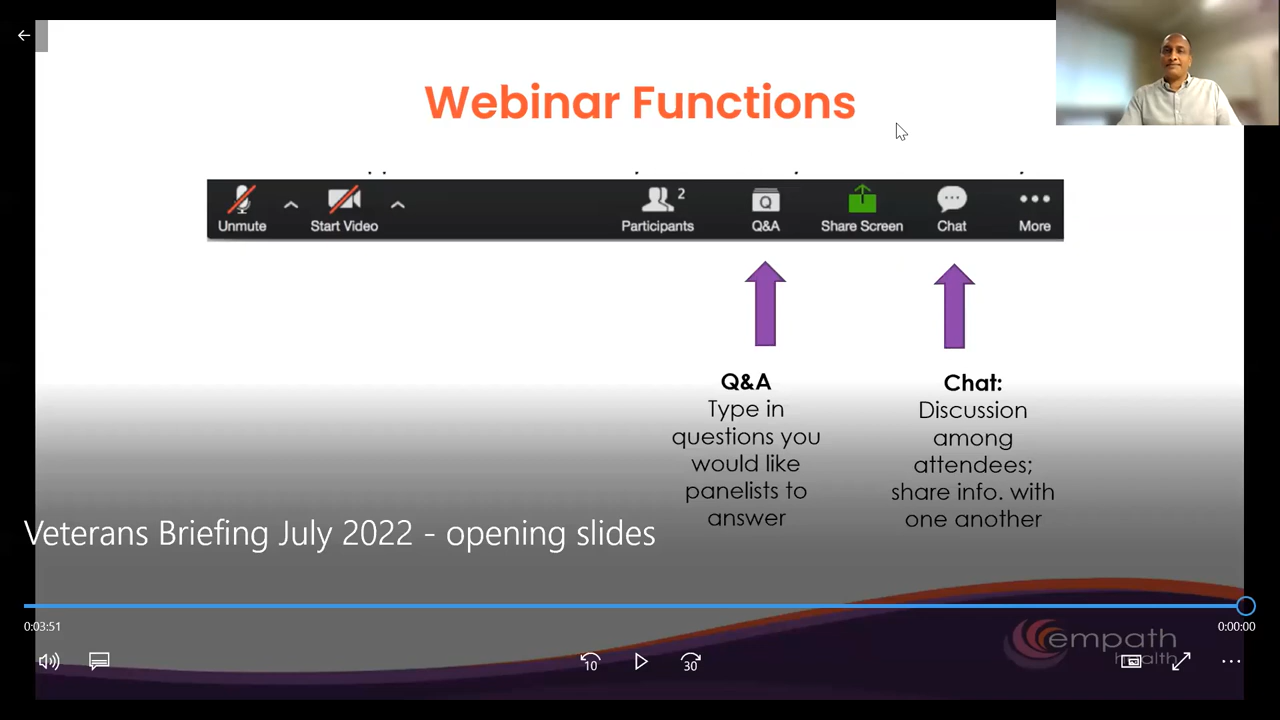 Webinar Functions
Unmute
Start Video
Participants
2
Q&A
Share Screen
Chat
More
Q&A
Type in
questions you
would like
panelists to
answer
Chat:
Discussion
among
attendees;
share info. with
one another
Veterans Briefing July 2022 - opening slides
0:03:51
0:00:00
empath
health
10
30